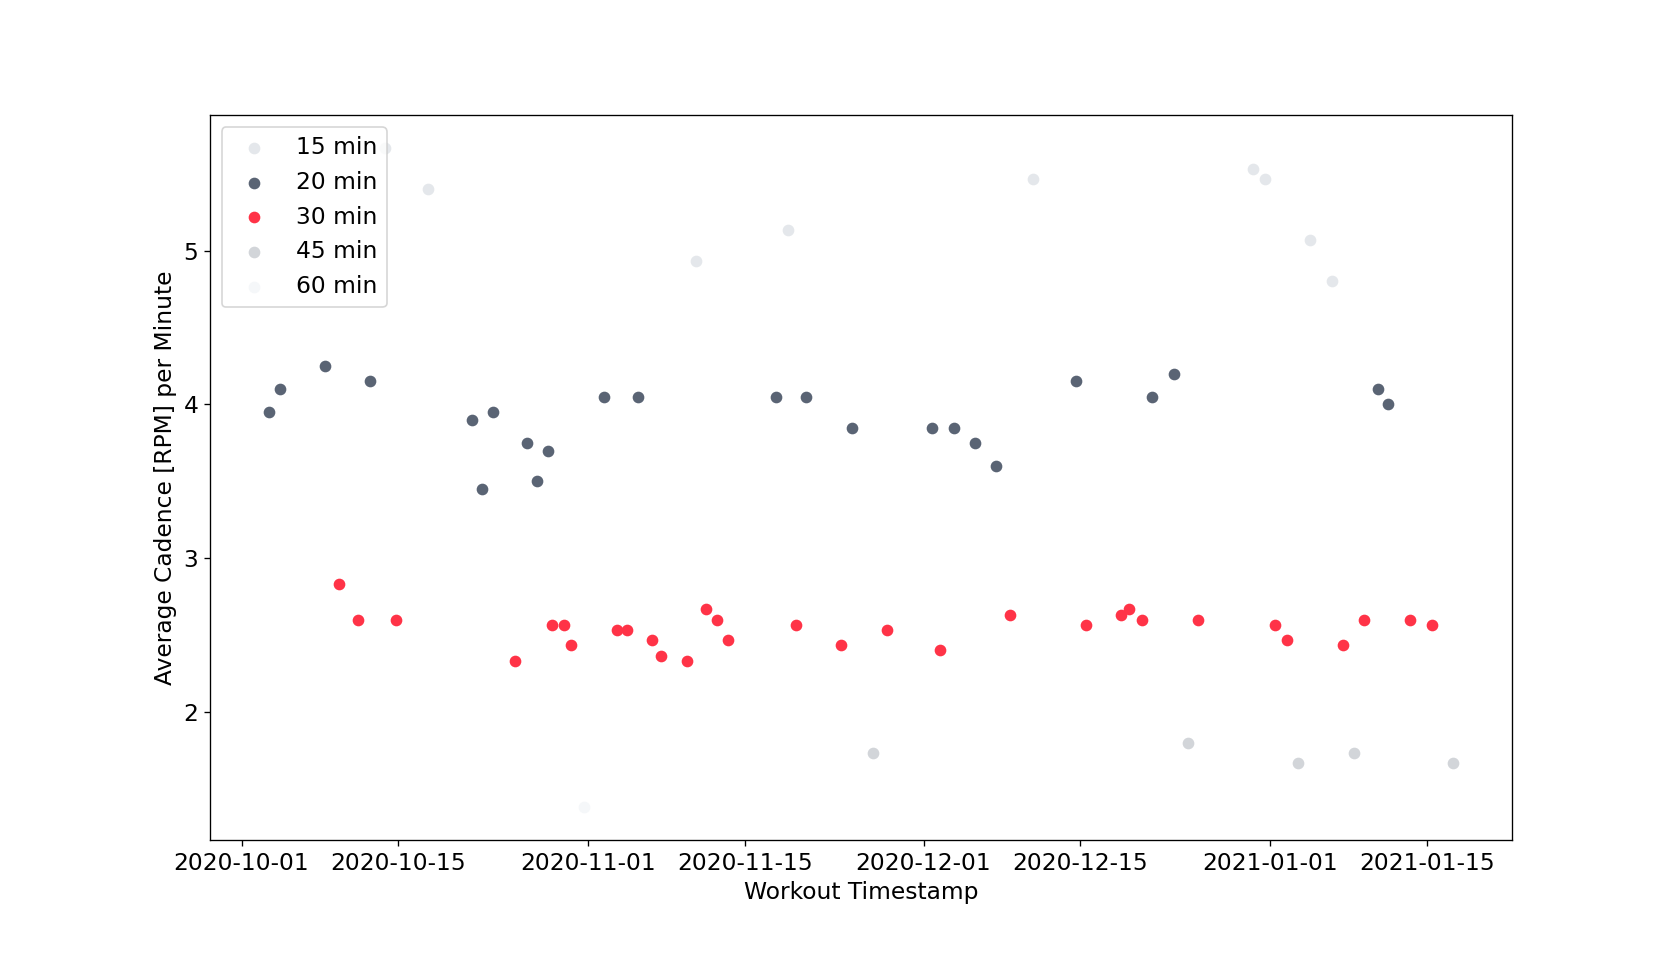 15 min
20 min
30 min
45 min
60 min
5
4
3
2
Average Cadence [RPM] per Minute
2020-10-01 2020-10-15 2020-11-01 2020-11-15 2020-12-01 2020-12-15 2021-01-01 2021-01-15
Workout Timestamp